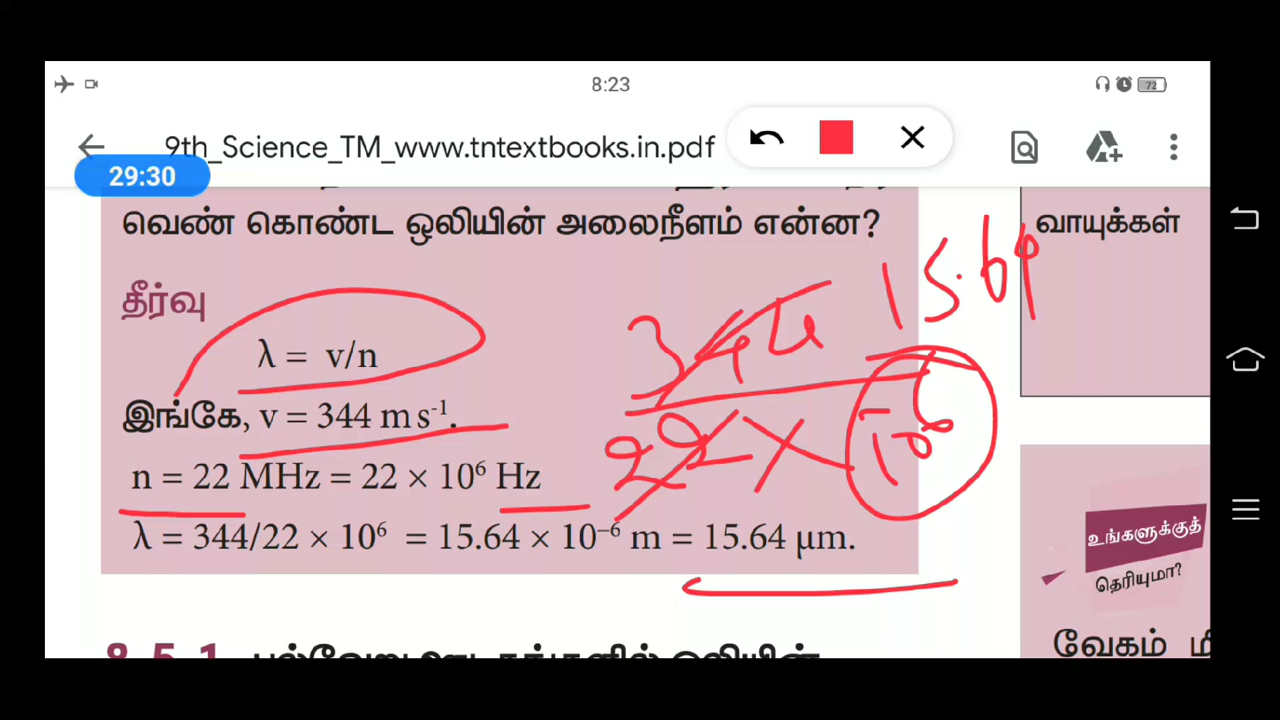 8:23
72
9th_Science_TM_www.tntextbooks.in.pdf
29:30
வெண் கொண்ட ஒலியின் அலைநீளம் என்ன?
தீர்வு
λ = v/n
இங்கே, v = 344 m s⁻¹.
n = 22 MHz = 22 × 10⁶ Hz
λ = 344/22 × 10⁶ = 15.64 × 10⁻⁶ m = 15.64 μm.
344
22 × 10⁶
15.64
வாயுக்கள்
உங்களுக்குத்
தெரியுமா?
வேகம்